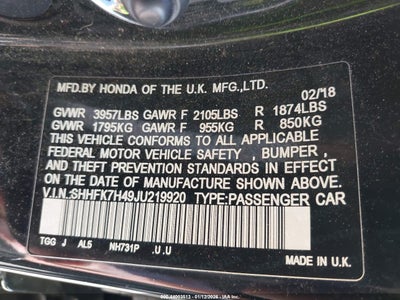 MFD.BY HONDA OF THE U.K. MFG.,LTD.
02/18
GVWR 3957LBS GAWR F 2105LBS R 1874LBS
GVWR 1795KG GAWR F 955KG R 850KG
THIS VEHICLE CONFORMS TO ALL APPLICABLE
FEDERAL MOTOR VEHICLE SAFETY , BUMPER ,
AND THEFT PREVENTION STANDARDS IN EFFECT
ON THE DATE OF MANUFACTURE SHOWN ABOVE.
V.I.N.:SHHFK7H49JU219920 TYPE:PASSENGER CAR
TGG J AL5 NH731P .U.U